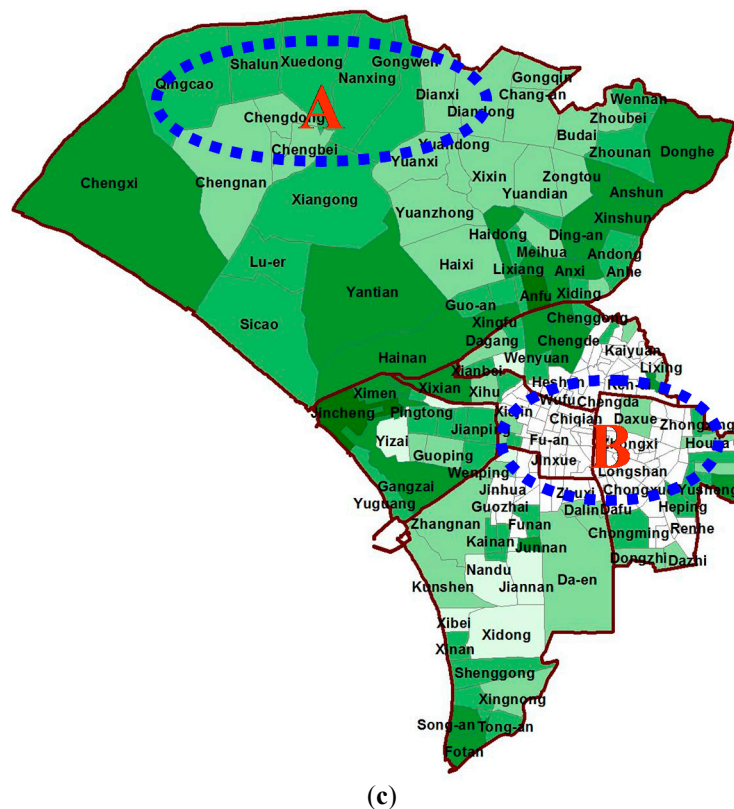 Gongwen
Xuedong
Shalun
Nanxing
Gongqin
Qingcao
Dianxi
Chang-an
Wennan
A
Chengdong
Zhoubei
Budai
Chengbei
Yuandong
Zhounan
Donghe
Yuanxi
Chengxi
Chengnan
Xixin
Zongtou
Yuandian
Anshun
Xiangong
Yuanzhong
Xinshun
Haidong
Ding-an
Meihua
Andong
Lu-er
Haixi
Lixiang
Anxi
Anhe
Yantian
Anfu
Xiding
Guo-an
Sicao
Xingfu
Chenggong
Dagang
Chengde
Hainan
Wenyuan
Kaiyuan
Xianbei
Lixing
Ximen
Xixian
Xihu
Heshun
Jincheng
Pingtong
Wufu
Chengda
Chiqian
Daxue
Jianping
Yizai
Fu-an
B
Houjia
Guoping
Jinxue
Longshan
Wenping
Gangzai
Jinhua
Chongxue
Yusheng
Yuguang
Guozhai
Dalin
Dafu
Heping
Zhangnan
Funan
Chongming
Renhe
Kainan
Junnan
Dongzhi
Dazhi
Nandu
Kunshen
Jiannan
Da-en
Xibei
Xidong
Xinan
Shenggong
Xingnong
Song-an
Tong-an
Fotan
(c)